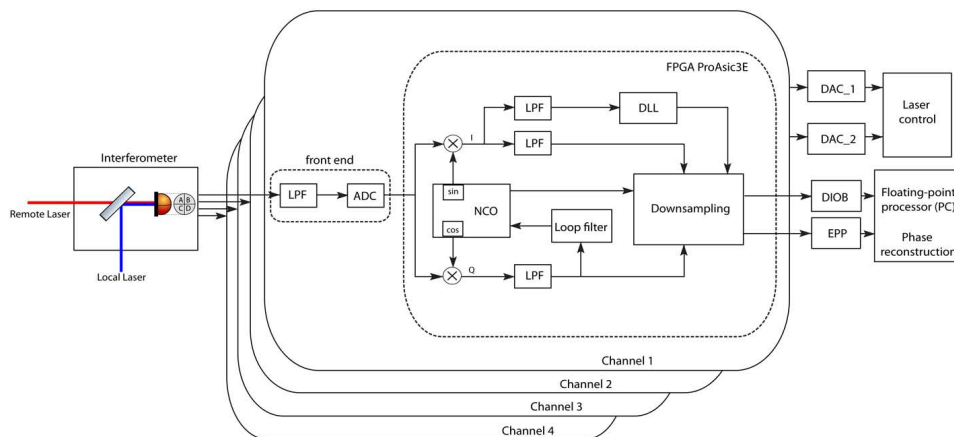 FPGA ProAsic3E
LPF
DLL
DAC_1
Laser
control
DAC_2
Interferometer
front end
I
LPF
A B
C D
LPF
ADC
sin
Remote Laser
NCO
Downsampling
DIOB
Floating-point
processor (PC)
cos
Loop filter
EPP
Phase
reconstruction
Local Laser
Q
LPF
Channel 1
Channel 2
Channel 3
Channel 4